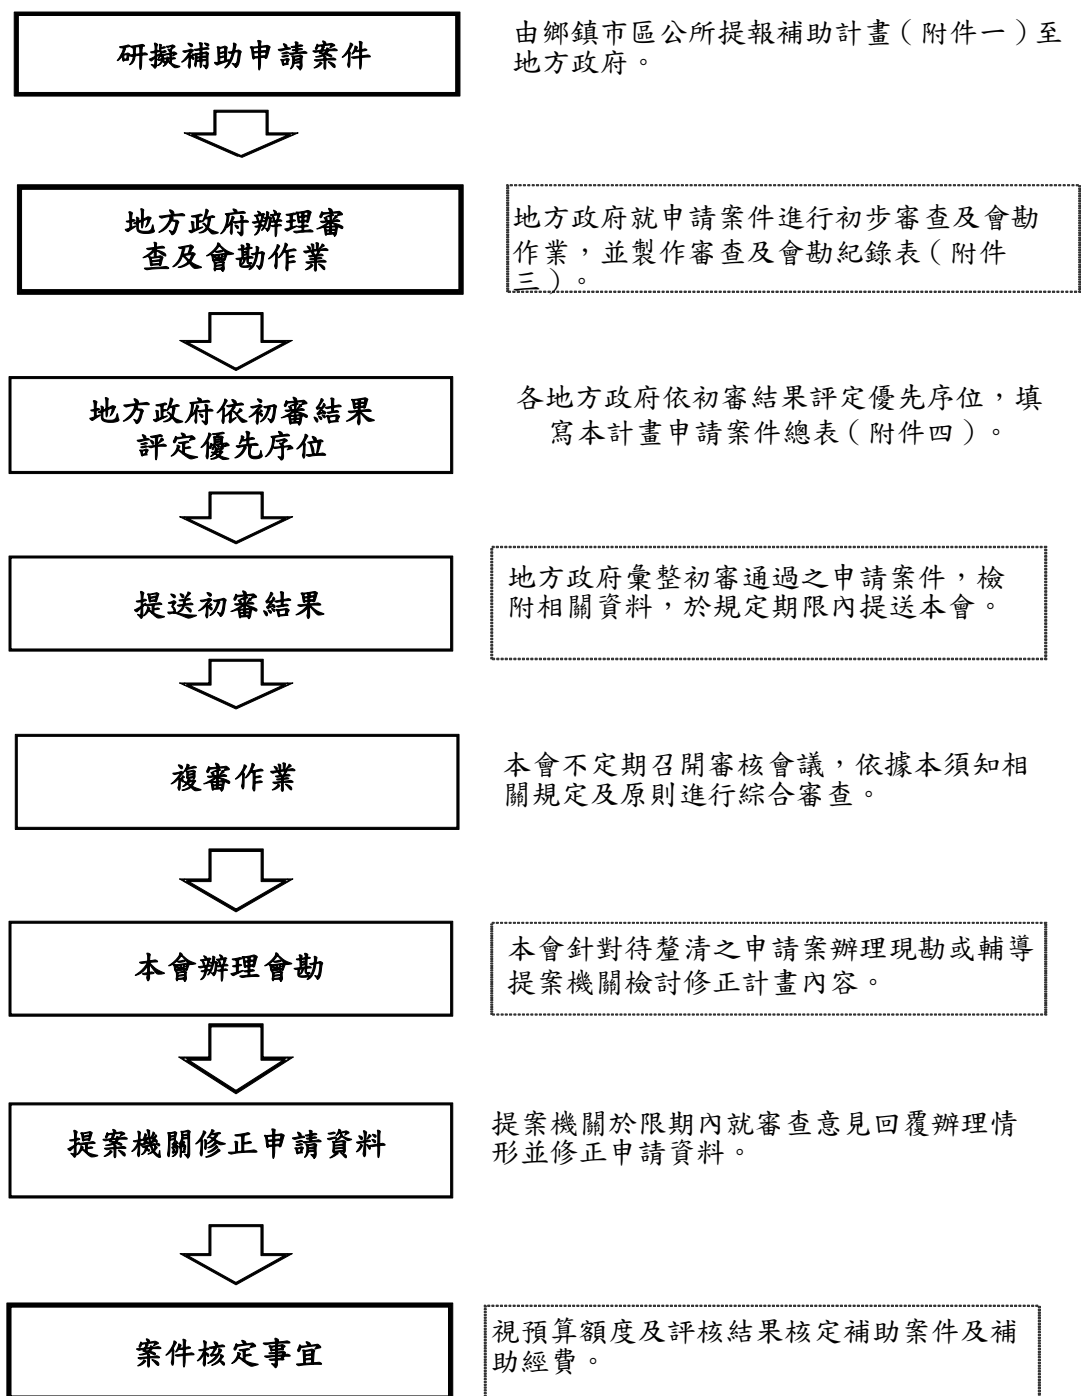 研擬補助申請案件
由鄉鎮市區公所提報補助計畫（附件一）至
地方政府。
地方政府辦理審
查及會勘作業
地方政府就申請案件進行初步審查及會勘
作業，並製作審查及會勘紀錄表（附件
三）。
地方政府依初審結果
評定優先序位
各地方政府依初審結果評定優先序位，填
寫本計畫申請案件總表（附件四）。
提送初審結果
地方政府彙整初審通過之申請案件，檢
附相關資料，於規定期限內提送本會。
複審作業
本會不定期召開審核會議，依據本須知相
關規定及原則進行綜合審查。
本會辦理會勘
本會針對待釐清之申請案辦理現勘或輔導
提案機關檢討修正計畫內容。
提案機關修正申請資料
提案機關於限期內就審查意見回覆辦理情
形並修正申請資料。
案件核定事宜
視預算額度及評核結果核定補助案件及補
助經費。